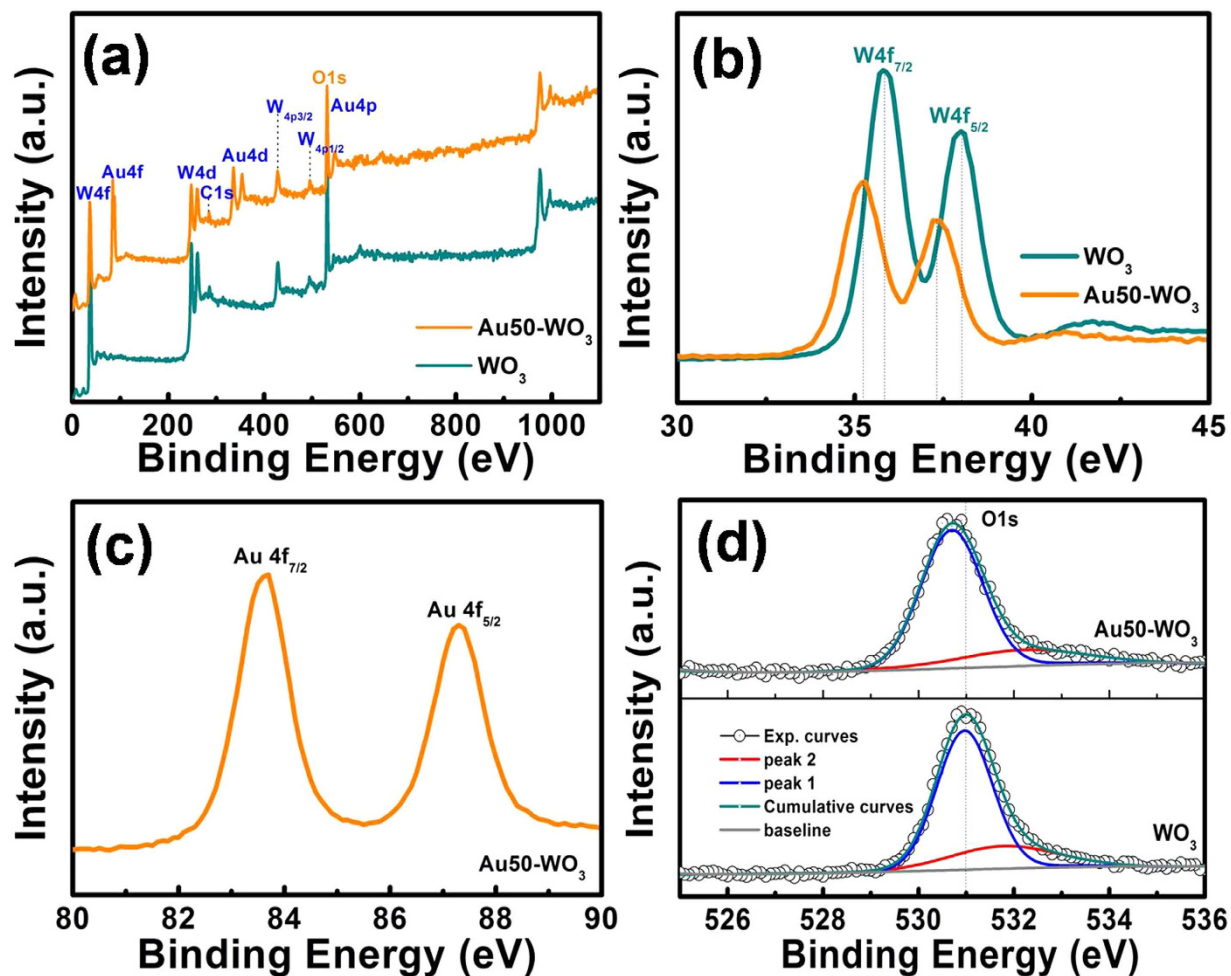 (a)
Intensity (a.u.)
W4f
Au4f
W4d
C1s
Au4d
W4p3/2
W4p1/2
O1s
Au4p
Au50-WO3
WO3
0 200 400 600 800 1000
Binding Energy (eV)
(b)
Intensity (a.u.)
W4f7/2
W4f5/2
WO3
Au50-WO3
30 35 40 45
Binding Energy (eV)
(c)
Intensity (a.u.)
Au 4f7/2
Au 4f5/2
Au50-WO3
80 82 84 86 88 90
Binding Energy (eV)
(d)
Intensity (a.u.)
O1s
Au50-WO3
Exp. curves
peak 2
peak 1
Cumulative curves
baseline
WO3
526 528 530 532 534 536
Binding Energy (eV)